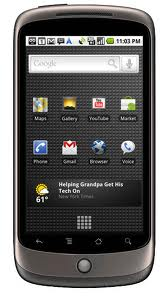 11:03 PM
Google
Maps Gallery YouTube Market
Phone Gmail Browser Voice
Helping Grandpa Get His
Tech On
61° New York Times